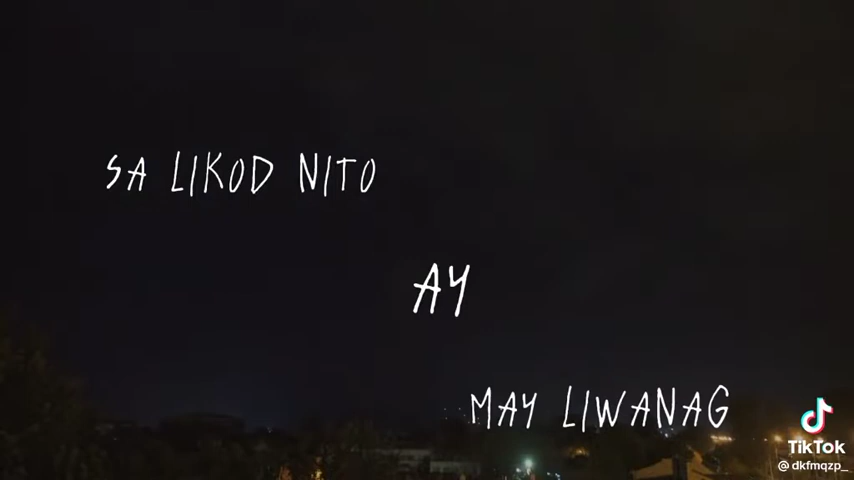 SA LIKOD NITO
AY
MAY LIWANAG
TikTok
@dkfmqzp_